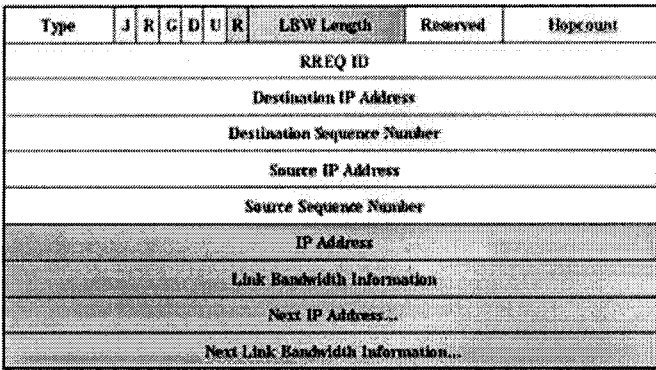 Type J R G D U R LBW Length Reserved Hopcount
RREQ ID
Destination IP Address
Destination Sequence Number
Source IP Address
Source Sequence Number
IP Address
Link Bandwidth Information
Next IP Address...
Next Link Bandwidth Information...